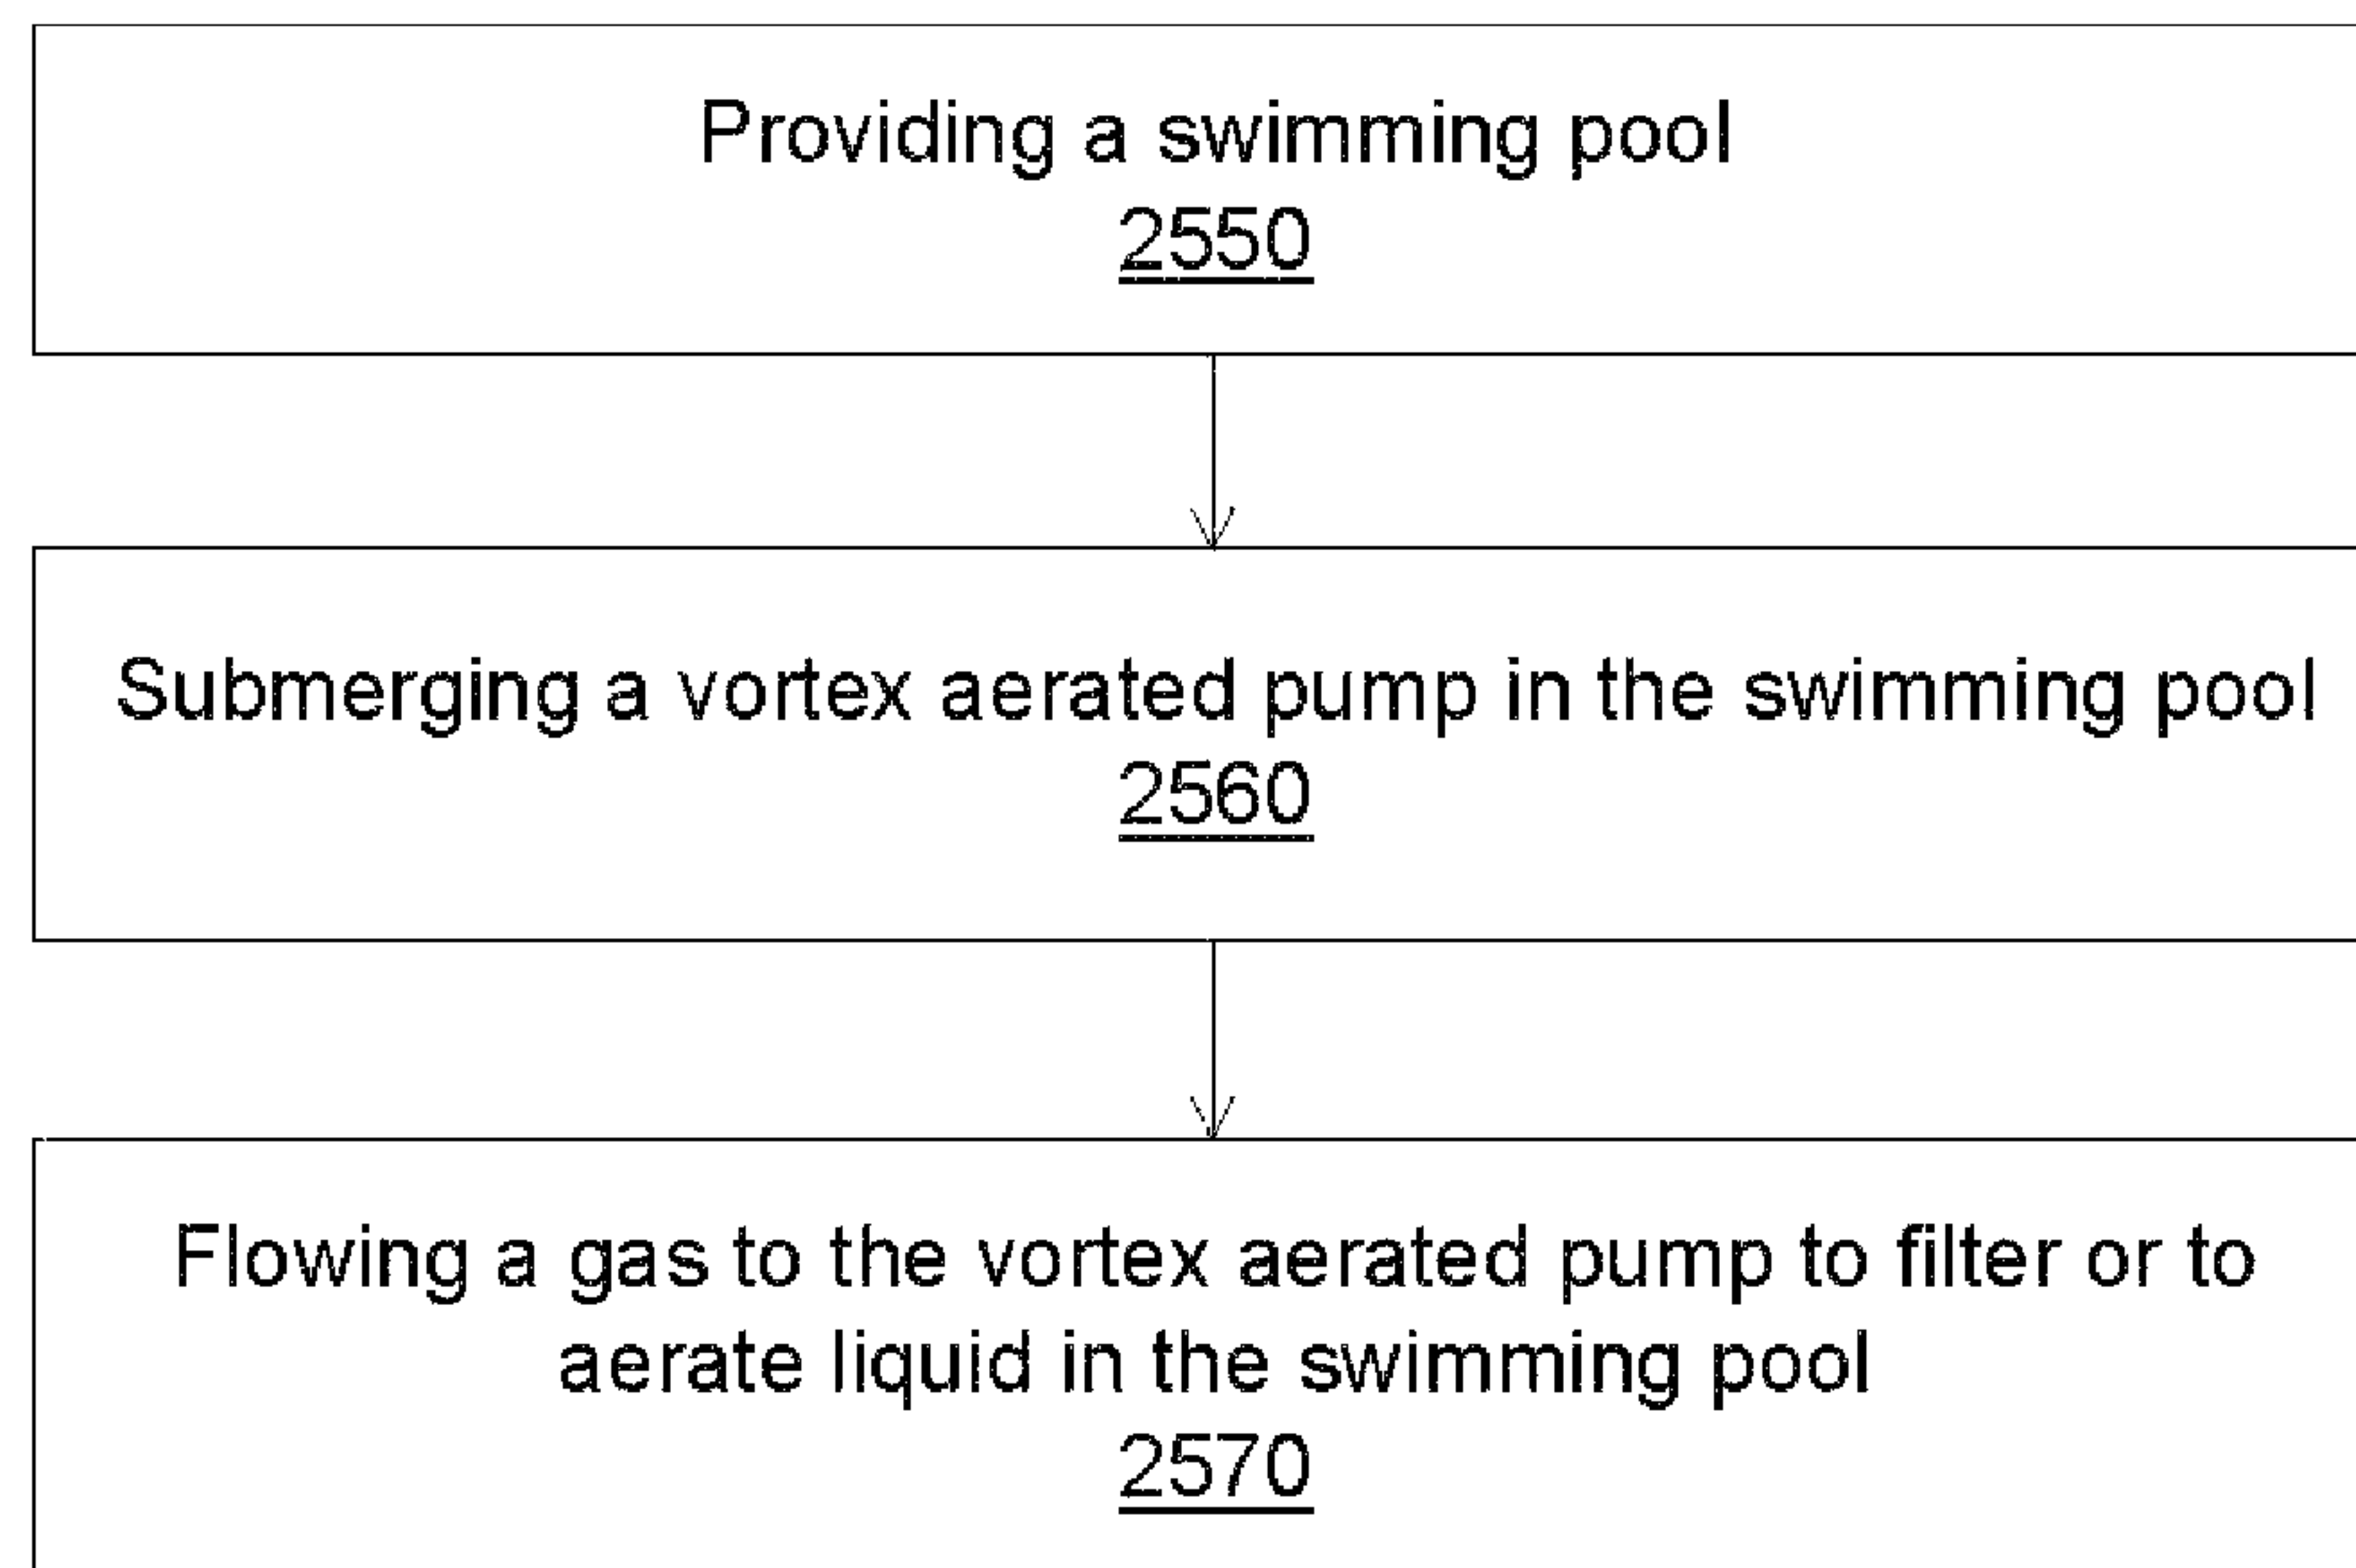 Providing a swimming pool
2550
Submerging a vortex aerated pump in the swimming pool
2560
Flowing a gas to the vortex aerated pump to filter or to
aerate liquid in the swimming pool
2570